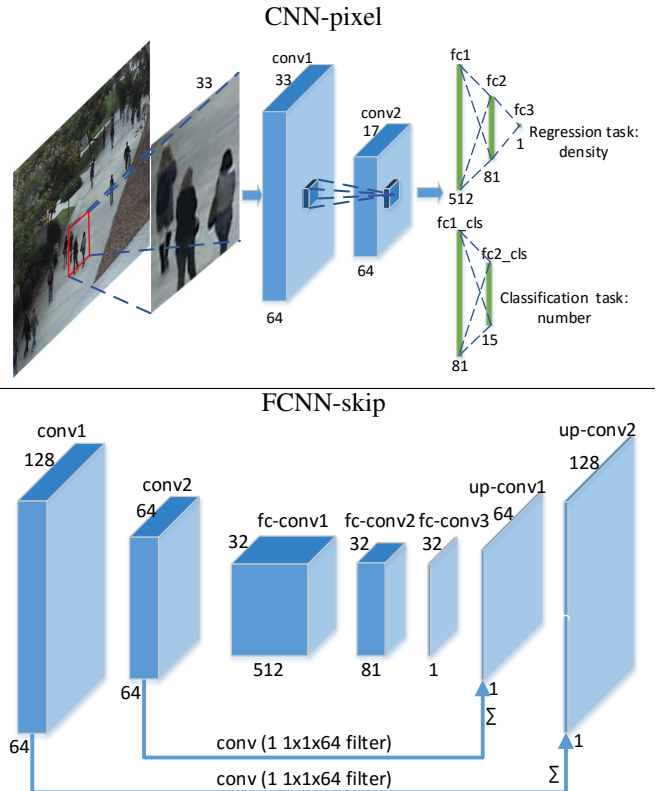 CNN-pixel
33
conv1
33
64
conv2
17
64
fc1
512
fc2
81
fc3
1
Regression task:
density
fc1_cls
81
fc2_cls
15
Classification task:
number
FCNN-skip
conv1
128
64
conv2
64
64
fc-conv1
32
512
fc-conv2
32
81
fc-conv3
32
1
up-conv1
64
1
up-conv2
128
1
Σ
conv (1 1x1x64 filter)
Σ
conv (1 1x1x64 filter)